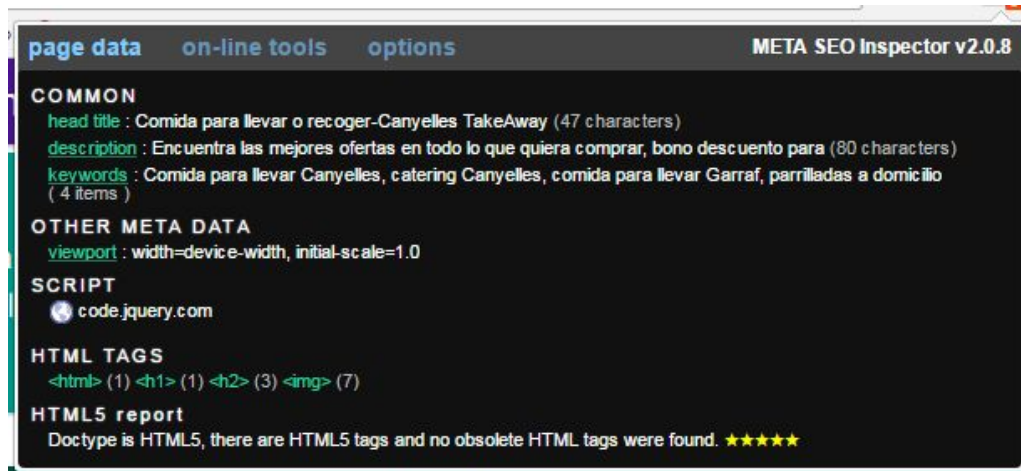 page data on-line tools options META SEO Inspector v2.0.8
COMMON
head title : Comida para llevar o recoger-Canyelles TakeAway (47 characters)
description : Encuentra las mejores ofertas en todo lo que quiera comprar, bono descuento para (80 characters)
keywords : Comida para llevar Canyelles, catering Canyelles, comida para llevar Garraf, parrilladas a domicilio
( 4 items )
OTHER META DATA
viewport : width=device-width, initial-scale=1.0
SCRIPT
code.jquery.com
HTML TAGS
<html> (1) <h1> (1) <h2> (3) <img> (7)
HTML5 report
Doctype is HTML5, there are HTML5 tags and no obsolete HTML tags were found. ★★★★★